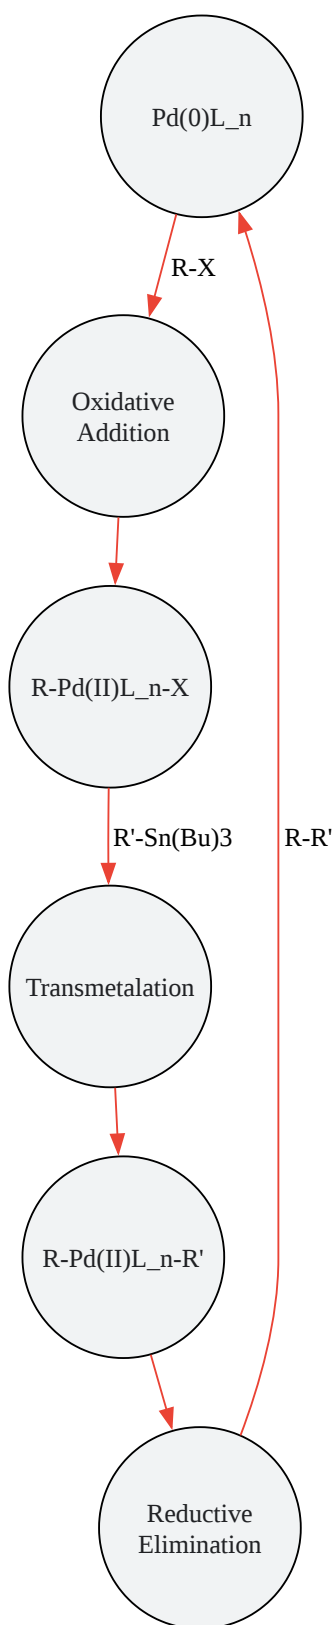 Pd(0)L_n
R-X
Oxidative
Addition
R-Pd(II)L_n-X
R'-Sn(Bu)3
R-R'
Transmetalation
R-Pd(II)L_n-R'
Reductive
Elimination